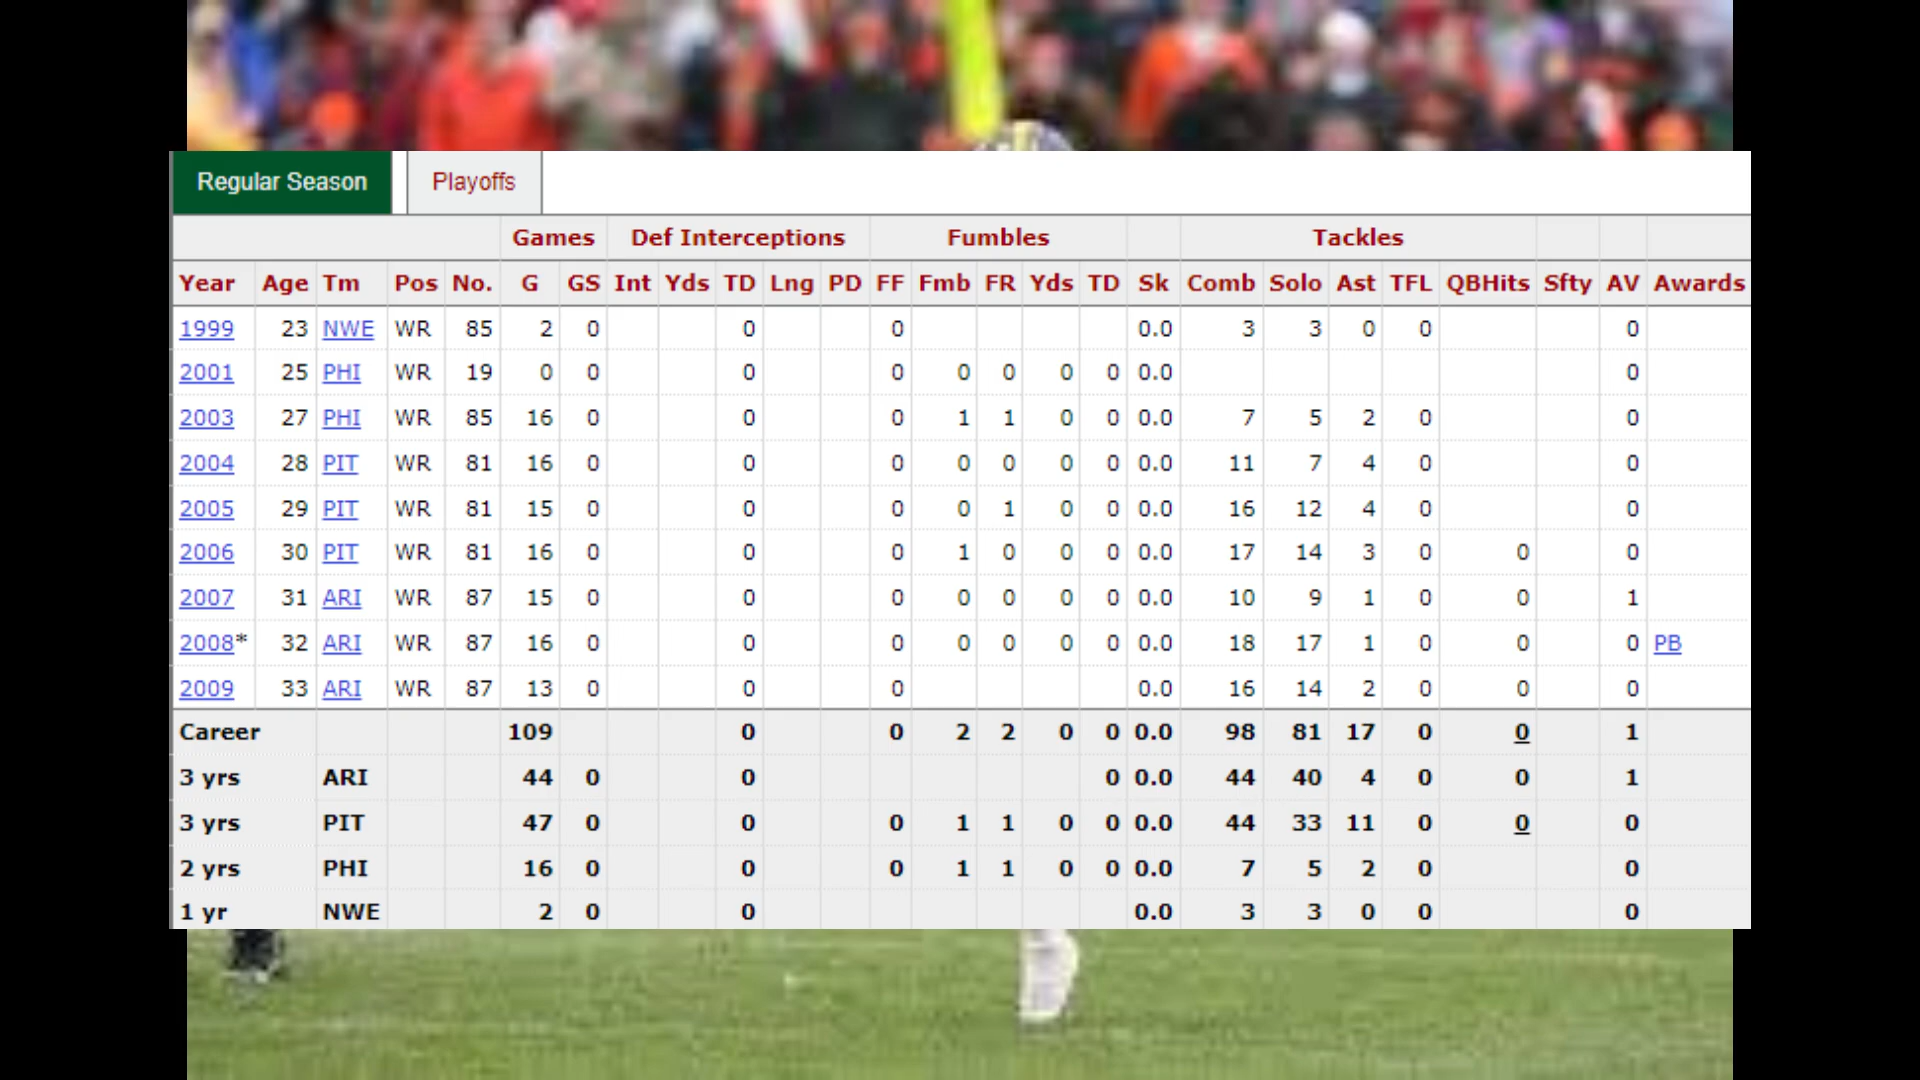 Regular Season Playoffs
Games Def Interceptions Fumbles Tackles
Year Age Tm Pos No. G GS Int Yds TD Lng PD FF Fmb FR Yds TD Sk Comb Solo Ast TFL QBHits Sfty AV Awards
1999 23 NWE WR 85 2 0 0 0 0.0 3 3 0 0 0
2001 25 PHI WR 19 0 0 0 0 0 0 0 0 0.0 0
2003 27 PHI WR 85 16 0 0 0 1 1 0 0 0.0 7 5 2 0 0
2004 28 PIT WR 81 16 0 0 0 0 0 0 0 0.0 11 7 4 0 0
2005 29 PIT WR 81 15 0 0 0 0 1 0 0 0.0 16 12 4 0 0
2006 30 PIT WR 81 16 0 0 0 1 0 0 0 0.0 17 14 3 0 0 0
2007 31 ARI WR 87 15 0 0 0 0 0 0 0 0.0 10 9 1 0 0 1
2008* 32 ARI WR 87 16 0 0 0 0 0 0 0 0.0 18 17 1 0 0 0 PB
2009 33 ARI WR 87 13 0 0 0 0.0 16 14 2 0 0 0
Career 109 0 0 2 2 0 0 0.0 98 81 17 0 0 1
3 yrs ARI 44 0 0 0 0.0 44 40 4 0 0 1
3 yrs PIT 47 0 0 0 1 1 0 0 0.0 44 33 11 0 0 0
2 yrs PHI 16 0 0 0 1 1 0 0 0.0 7 5 2 0 0
1 yr NWE 2 0 0 0.0 3 3 0 0 0